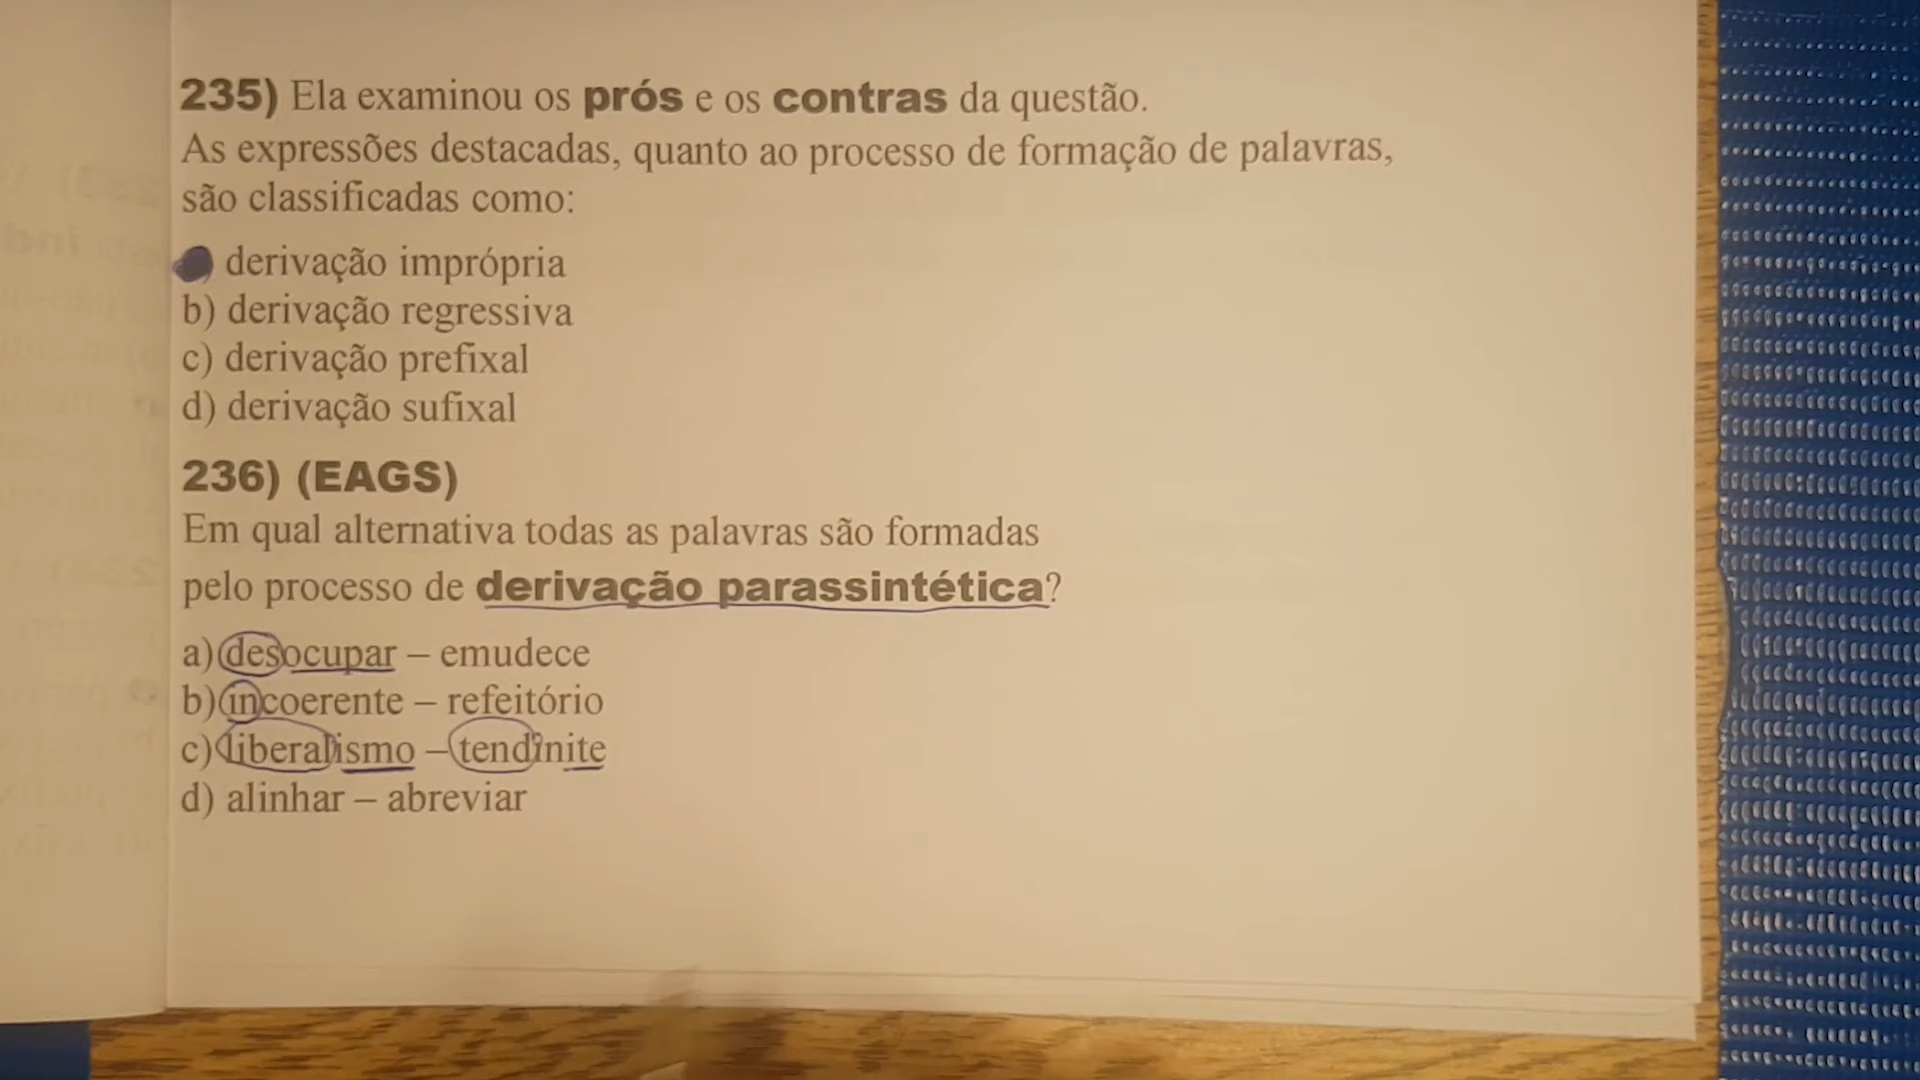 235) Ela examinou os prós e os contras da questão.
As expressões destacadas, quanto ao processo de formação de palavras,
são classificadas como:
derivação imprópria
b) derivação regressiva
c) derivação prefixal
d) derivação sufixal
236) (EAGS)
Em qual alternativa todas as palavras são formadas
pelo processo de derivação parassintética?
a) desocupar – emudece
b) incoerente – refeitório
c) liberalismo – tendinite
d) alinhar – abreviar